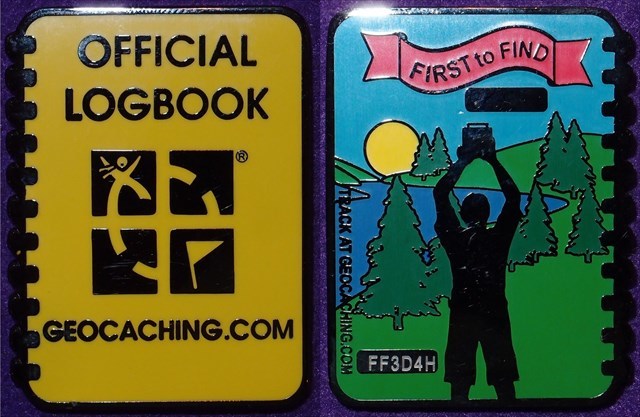 OFFICIAL
LOGBOOK
®
GEOCACHING.COM
FIRST to FIND
TRACK AT GEOCACHING.COM
FF3D4H